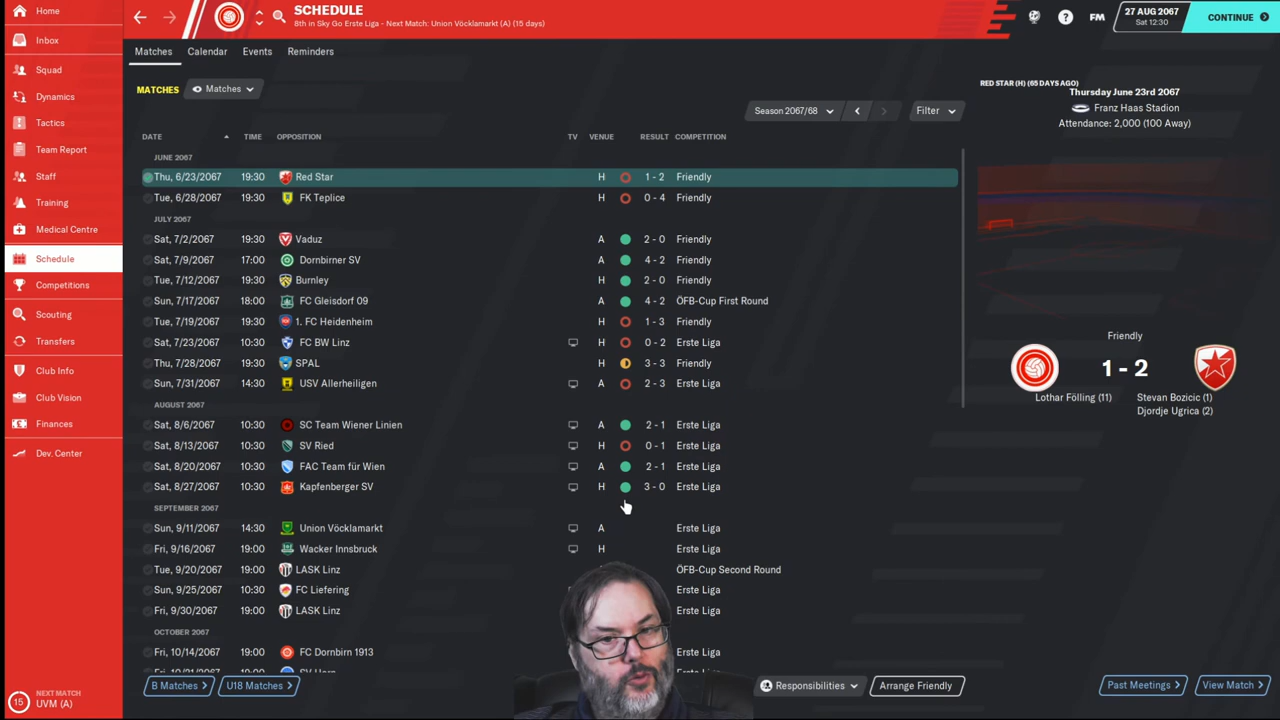 Home
SCHEDULE
8th in Sky Go Erste Liga - Next Match: Union Vöcklamarkt (A) (15 days)
FM
27 AUG 2067
Sat 12:30
CONTINUE
Inbox
Squad
Dynamics
Tactics
Team Report
Staff
Training
Medical Centre
Schedule
Competitions
Scouting
Transfers
Club Info
Club Vision
Finances
Dev. Center
15
NEXT MATCH
UVM (A)
Matches Calendar Events Reminders
MATCHES Matches
Season 2067/68 Filter
DATE TIME OPPOSITION TV VENUE RESULT COMPETITION
JUNE 2067
Thu, 6/23/2067 19:30 Red Star H 1 - 2 Friendly
Tue, 6/28/2067 19:30 FK Teplice H 0 - 4 Friendly
JULY 2067
Sat, 7/2/2067 19:30 Vaduz A 2 - 0 Friendly
Sat, 7/9/2067 17:00 Dornbirner SV A 4 - 2 Friendly
Tue, 7/12/2067 19:30 Burnley H 2 - 0 Friendly
Sun, 7/17/2067 18:00 FC Gleisdorf 09 A 4 - 2 ÖFB-Cup First Round
Tue, 7/19/2067 19:30 1. FC Heidenheim H 1 - 3 Friendly
Sat, 7/23/2067 10:30 FC BW Linz H 0 - 2 Erste Liga
Thu, 7/28/2067 19:30 SPAL H 3 - 3 Friendly
Sun, 7/31/2067 14:30 USV Allerheiligen A 2 - 3 Erste Liga
AUGUST 2067
Sat, 8/6/2067 10:30 SC Team Wiener Linien A 2 - 1 Erste Liga
Sat, 8/13/2067 10:30 SV Ried H 0 - 1 Erste Liga
Sat, 8/20/2067 10:30 FAC Team für Wien A 2 - 1 Erste Liga
Sat, 8/27/2067 10:30 Kapfenberger SV H 3 - 0 Erste Liga
SEPTEMBER 2067
Sun, 9/11/2067 14:30 Union Vöcklamarkt A Erste Liga
Fri, 9/16/2067 19:00 Wacker Innsbruck H Erste Liga
Tue, 9/20/2067 19:00 LASK Linz ÖFB-Cup Second Round
Sun, 9/25/2067 10:30 FC Liefering Erste Liga
Fri, 9/30/2067 19:00 LASK Linz Erste Liga
OCTOBER 2067
Fri, 10/14/2067 19:00 FC Dornbirn 1913 Erste Liga
B Matches U18 Matches Responsibilities Arrange Friendly
RED STAR (H) (65 DAYS AGO)
Thursday June 23rd 2067
Franz Haas Stadion
Attendance: 2,000 (100 Away)
Friendly
1 - 2
Lothar Fölling (11) Stevan Bozicic (1)
Djordje Ugrica (2)
Past Meetings View Match